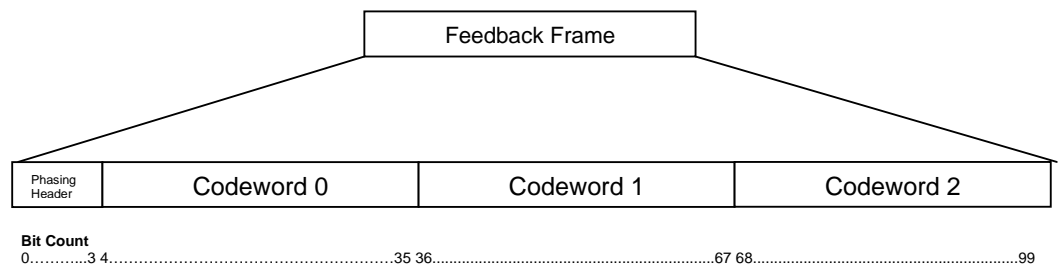 Feedback Frame
Phasing
Header
Codeword 0
Codeword 1
Codeword 2
Bit Count
0...........3 4................................................35 36.......................................................67 68.....................................................99